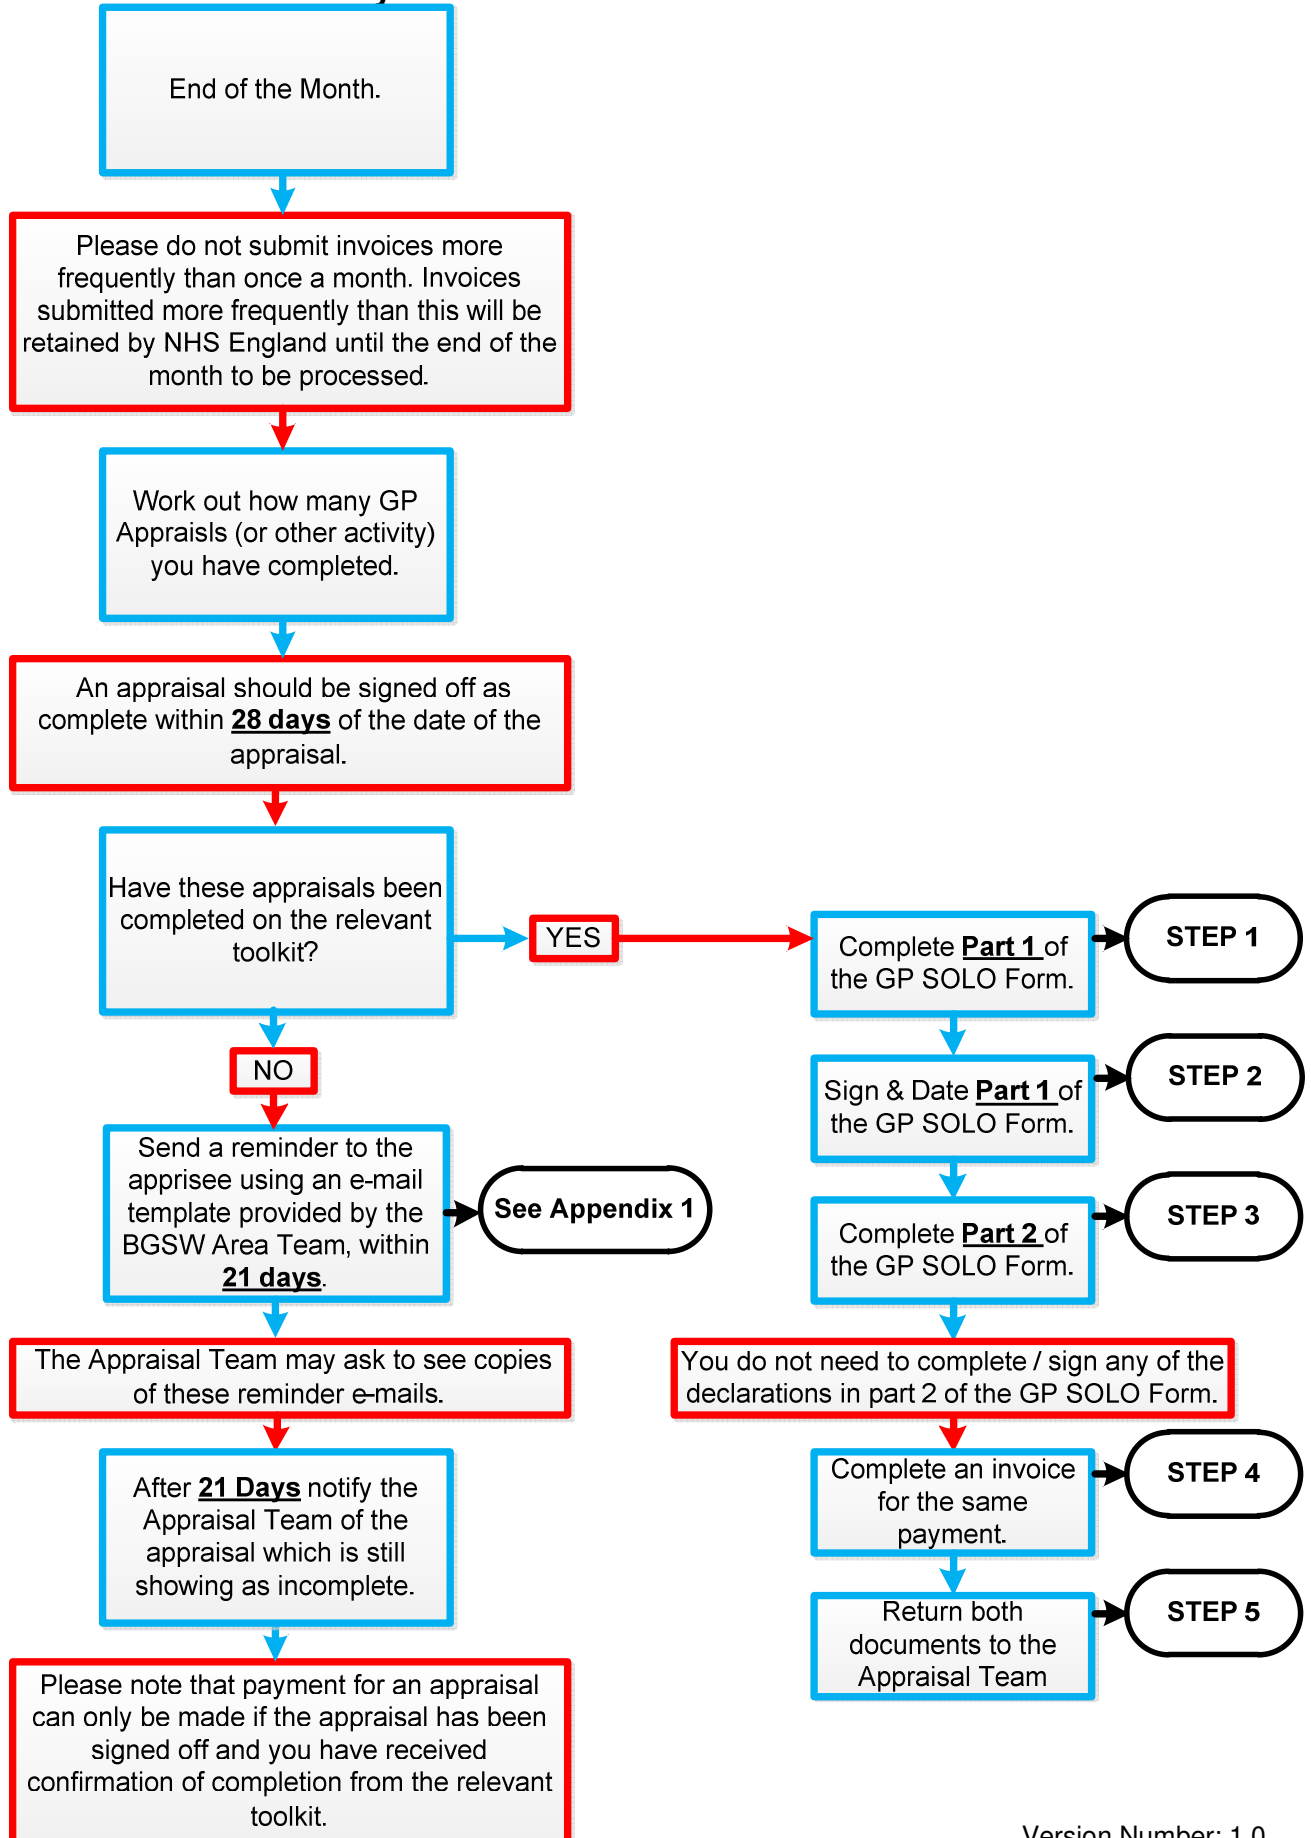 End of the Month.
Please do not submit invoices more
frequently than once a month. Invoices
submitted more frequently than this will be
retained by NHS England until the end of the
month to be processed.
Work out how many GP
Appraisls (or other activity)
you have completed.
An appraisal should be signed off as
complete within 28 days of the date of the
appraisal.
Have these appraisals been
completed on the relevant
toolkit?
YES
NO
Send a reminder to the
apprisee using an e-mail
template provided by the
BGSW Area Team, within
21 days.
See Appendix 1
The Appraisal Team may ask to see copies
of these reminder e-mails.
After 21 Days notify the
Appraisal Team of the
appraisal which is still
showing as incomplete.
Please note that payment for an appraisal
can only be made if the appraisal has been
signed off and you have received
confirmation of completion from the relevant
toolkit.
Complete Part 1 of
the GP SOLO Form.
STEP 1
Sign & Date Part 1 of
the GP SOLO Form.
STEP 2
Complete Part 2 of
the GP SOLO Form.
STEP 3
You do not need to complete / sign any of the
declarations in part 2 of the GP SOLO Form.
Complete an invoice
for the same
payment.
STEP 4
Return both
documents to the
Appraisal Team
STEP 5
Version Number: 1.0